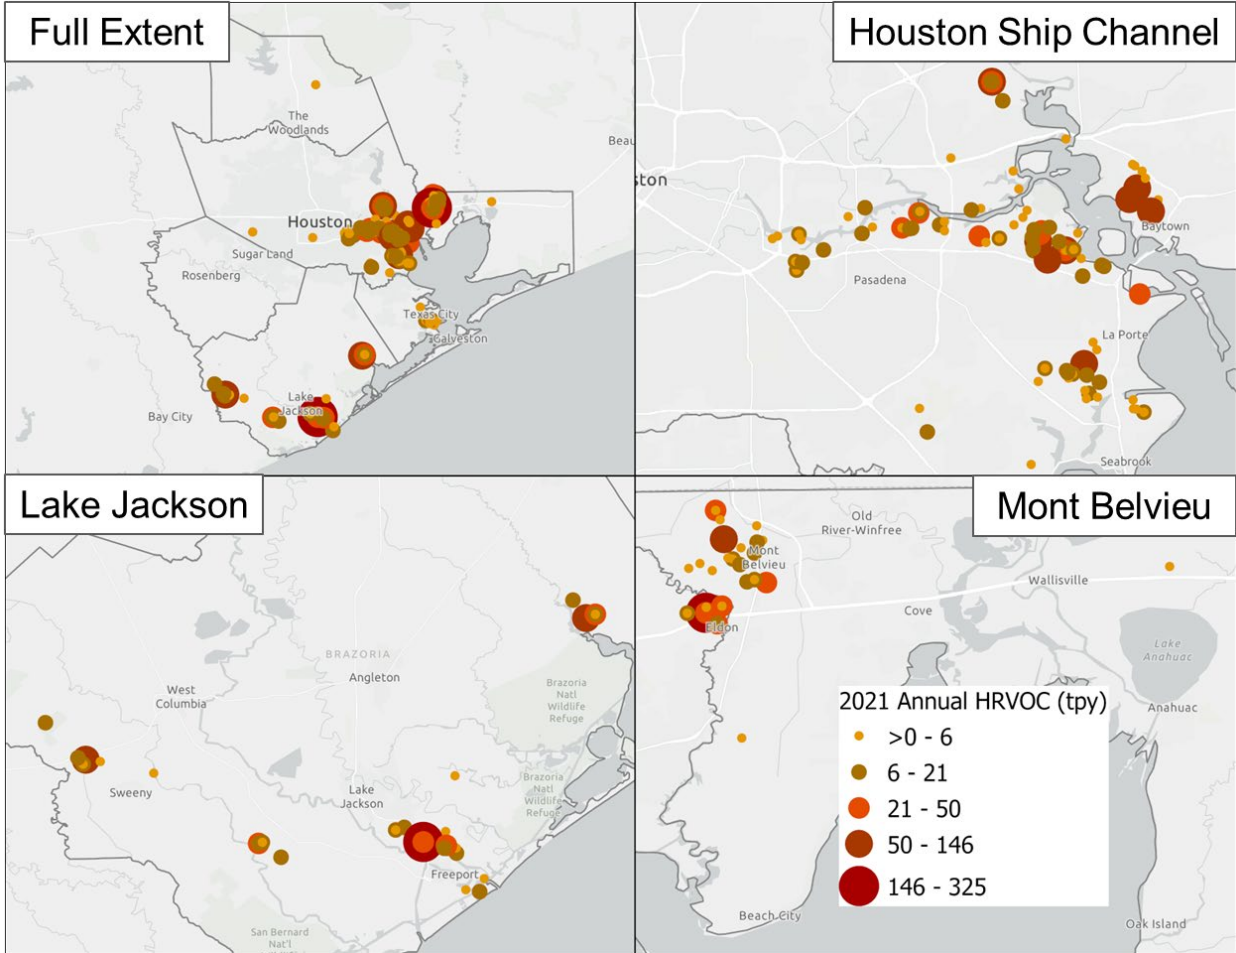 Full Extent
The
Woodlands
Beau
Houston
Sugar Land
Rosenberg
Texas City
Galveston
Bay City
Lake
Jackson
Houston Ship Channel
ston
Baytown
Pasadena
La Porte
Seabrook
Lake Jackson
BRAZORIA
Angleton
West
Columbia
Brazoria
Natl
Wildlife
Refuge
Sweeny
Brazoria
Natl
Wildlife
Refuge
Lake
Jackson
Freeport
San Bernard
Nat'l
Mont Belvieu
Old
River-Winfree
Mont
Belvieu
Wallisville
Cove
Eldon
Lake
Anahuac
Anahuac
2021 Annual HRVOC (tpy)
>0 - 6
6 - 21
21 - 50
50 - 146
146 - 325
Beach City
Oak Island